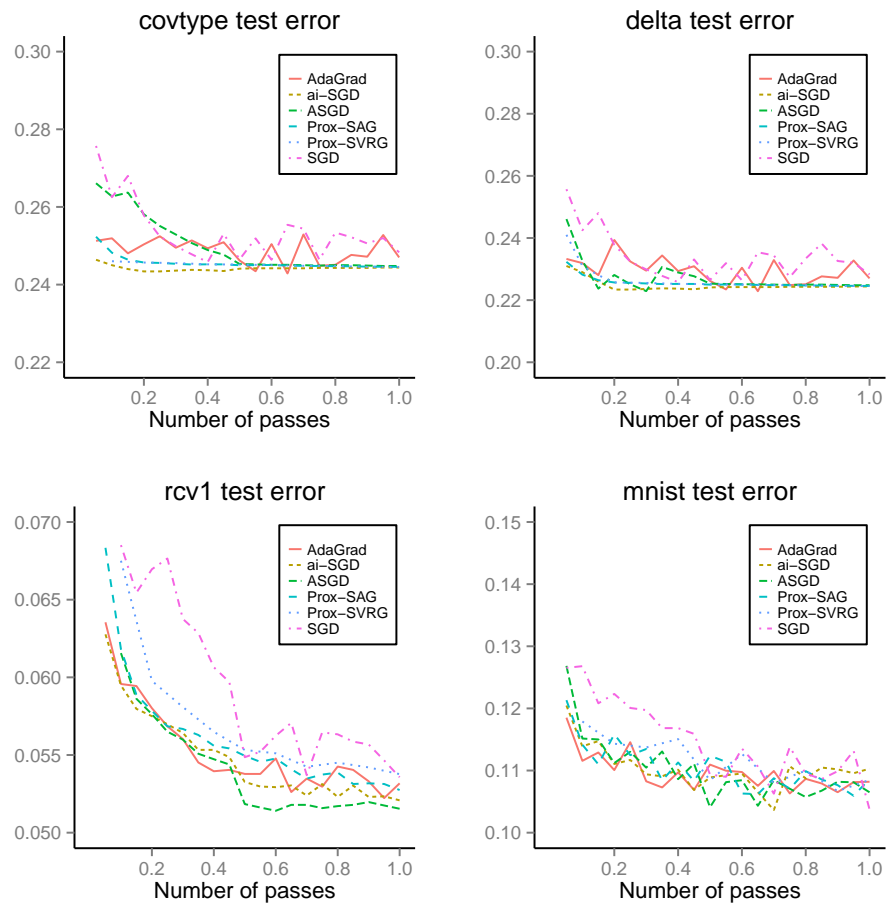 covtype test error
0.30
0.28
0.26
0.24
0.22
AdaGrad
ai−SGD
ASGD
Prox−SAG
Prox−SVRG
SGD
0.2 0.4 0.6 0.8 1.0
Number of passes
delta test error
0.30
0.28
0.26
0.24
0.22
0.20
AdaGrad
ai−SGD
ASGD
Prox−SAG
Prox−SVRG
SGD
0.2 0.4 0.6 0.8 1.0
Number of passes
rcv1 test error
0.070
0.065
0.060
0.055
0.050
AdaGrad
ai−SGD
ASGD
Prox−SAG
Prox−SVRG
SGD
0.2 0.4 0.6 0.8 1.0
Number of passes
mnist test error
0.15
0.14
0.13
0.12
0.11
0.10
AdaGrad
ai−SGD
ASGD
Prox−SAG
Prox−SVRG
SGD
0.2 0.4 0.6 0.8 1.0
Number of passes